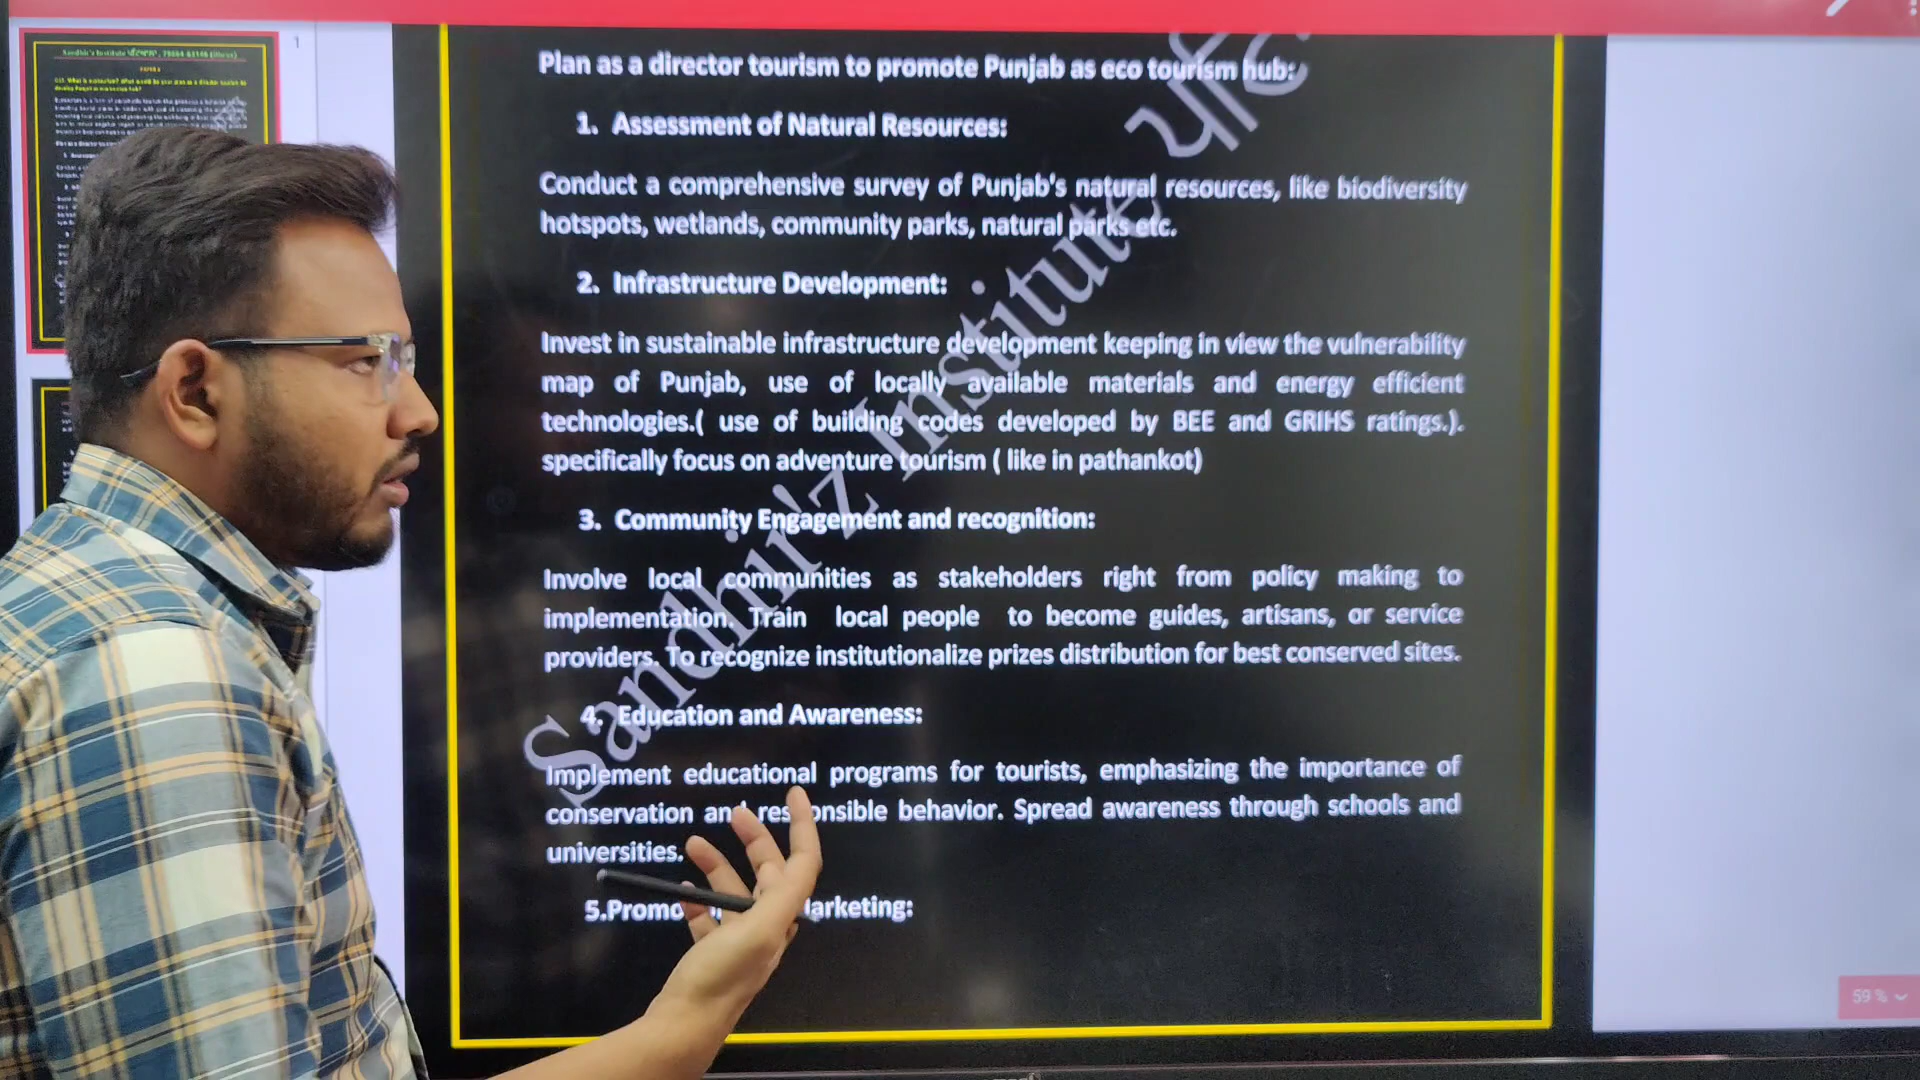 Plan as a director tourism to promote Punjab as eco tourism hub:
1. Assessment of Natural Resources:
Conduct a comprehensive survey of Punjab's natural resources, like biodiversity
hotspots, wetlands, community parks, natural parks etc.
2. Infrastructure Development:
Invest in sustainable infrastructure development keeping in view the vulnerability
map of Punjab, use of locally available materials and energy efficient
technologies.( use of building codes developed by BEE and GRIHS ratings.).
specifically focus on adventure tourism ( like in pathankot)
3. Community Engagement and recognition:
Involve local communities as stakeholders right from policy making to
implementation. Train local people to become guides, artisans, or service
providers. To recognize institutionalize prizes distribution for best conserved sites.
4. Education and Awareness:
Implement educational programs for tourists, emphasizing the importance of
conservation and responsible behavior. Spread awareness through schools and
universities.
5.Promo arketing:
Sandhir'z Institute
59 %
1